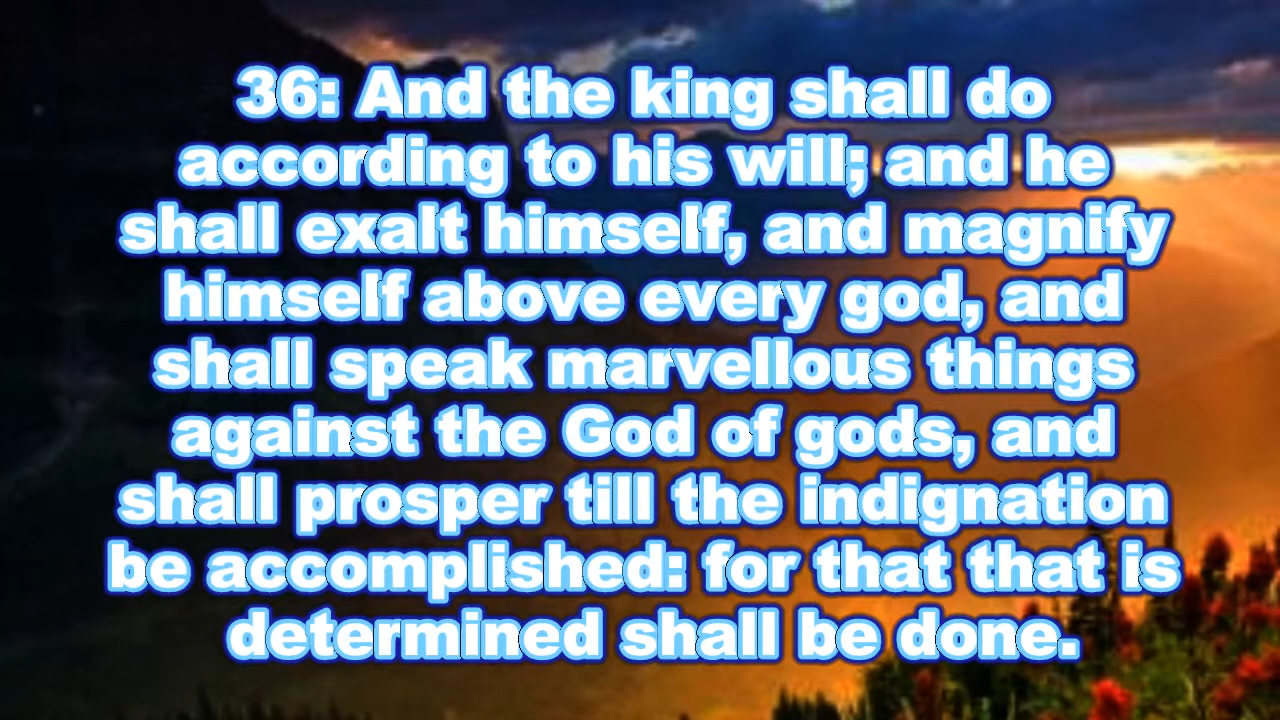 36: And the king shall do
according to his will; and he
shall exalt himself, and magnify
himself above every god, and
shall speak marvellous things
against the God of gods, and
shall prosper till the indignation
be accomplished: for that that is
determined shall be done.